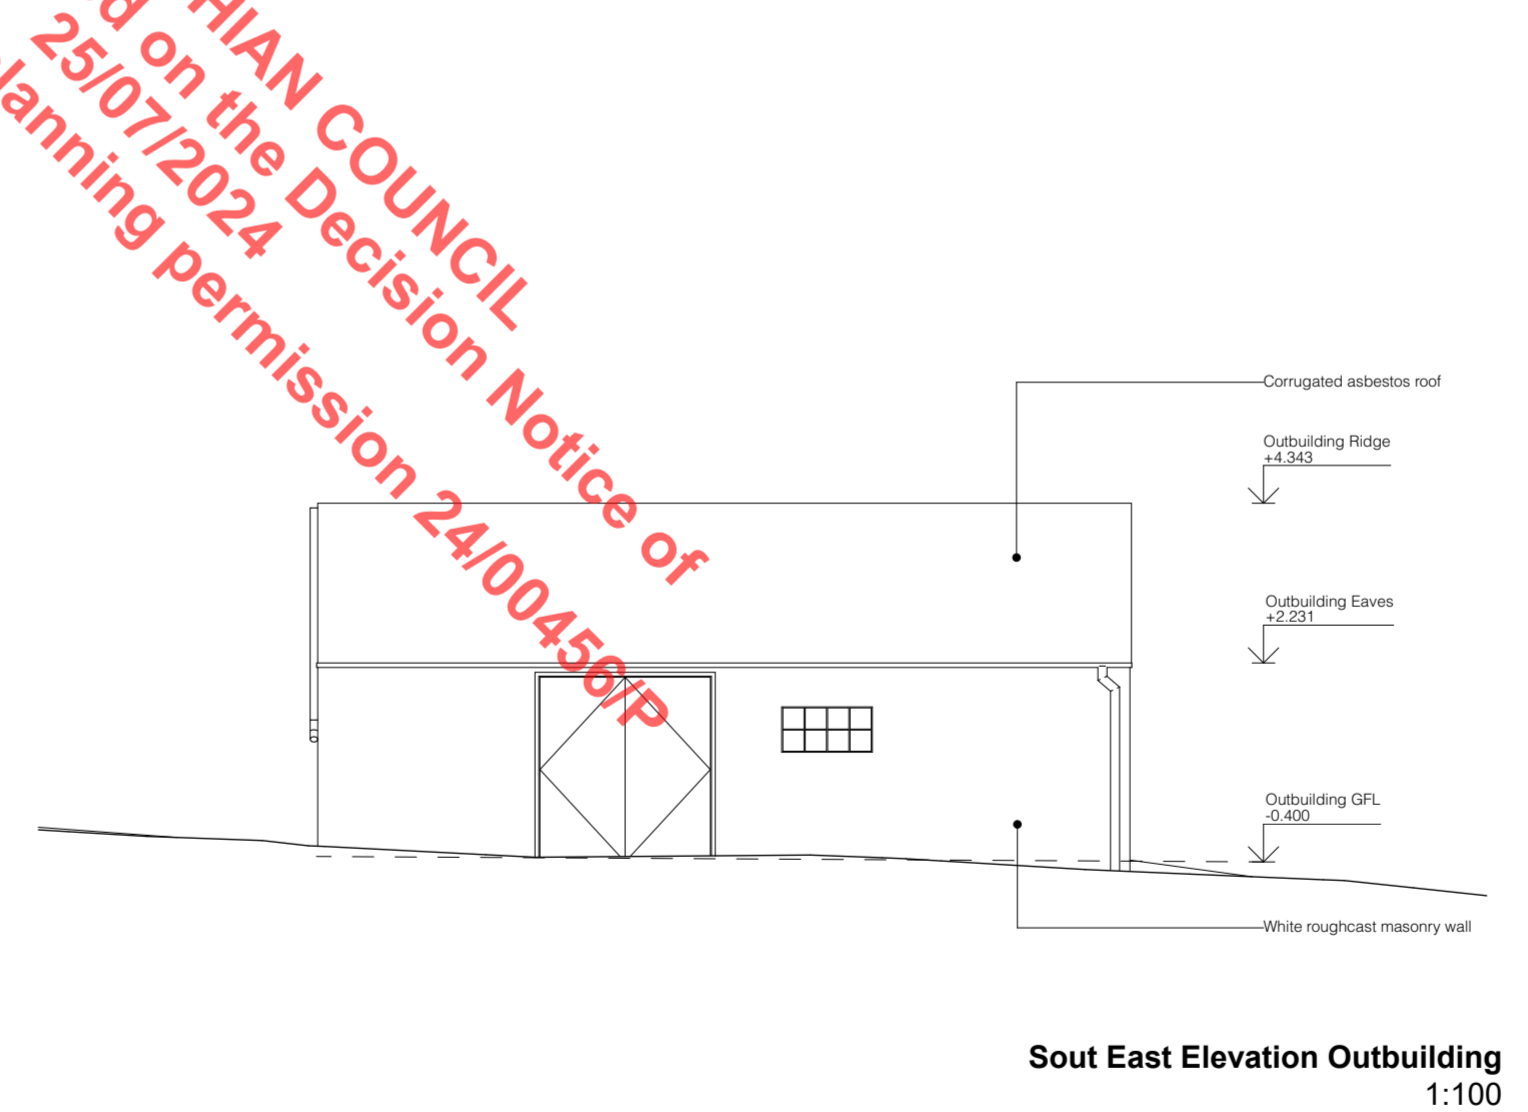 HIAN COUNCIL
d on the Decision Notice of
25/07/2024
lanning permission 24/00456/P
Corrugated asbestos roof
Outbuilding Ridge
+4.343
Outbuilding Eaves
+2.231
Outbuilding GFL
-0.400
White roughcast masonry wall
Sout East Elevation Outbuilding
1:100